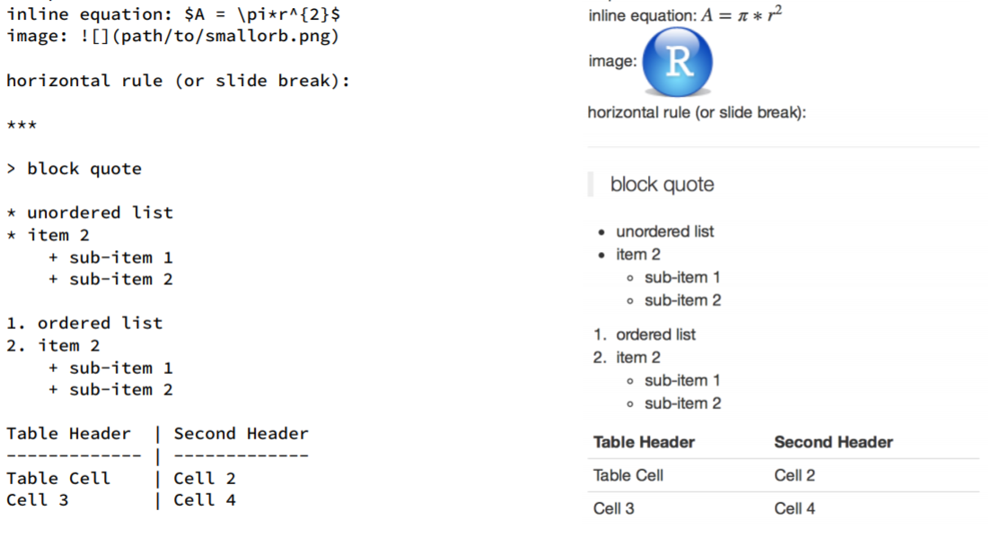 inline equation: $A = \pi*r^{2}$
image: ![](path/to/smallorb.png)
horizontal rule (or slide break):
***
> block quote
* unordered list
* item 2
    + sub-item 1
    + sub-item 2
1. ordered list
2. item 2
    + sub-item 1
    + sub-item 2
Table Header  | Second Header
------------- | -------------
Table Cell    | Cell 2
Cell 3        | Cell 4
inline equation: A = π * r²
image: R
horizontal rule (or slide break):
block quote
• unordered list
• item 2
◦ sub-item 1
◦ sub-item 2
1. ordered list
2. item 2
◦ sub-item 1
◦ sub-item 2
Table Header Second Header
Table Cell Cell 2
Cell 3 Cell 4